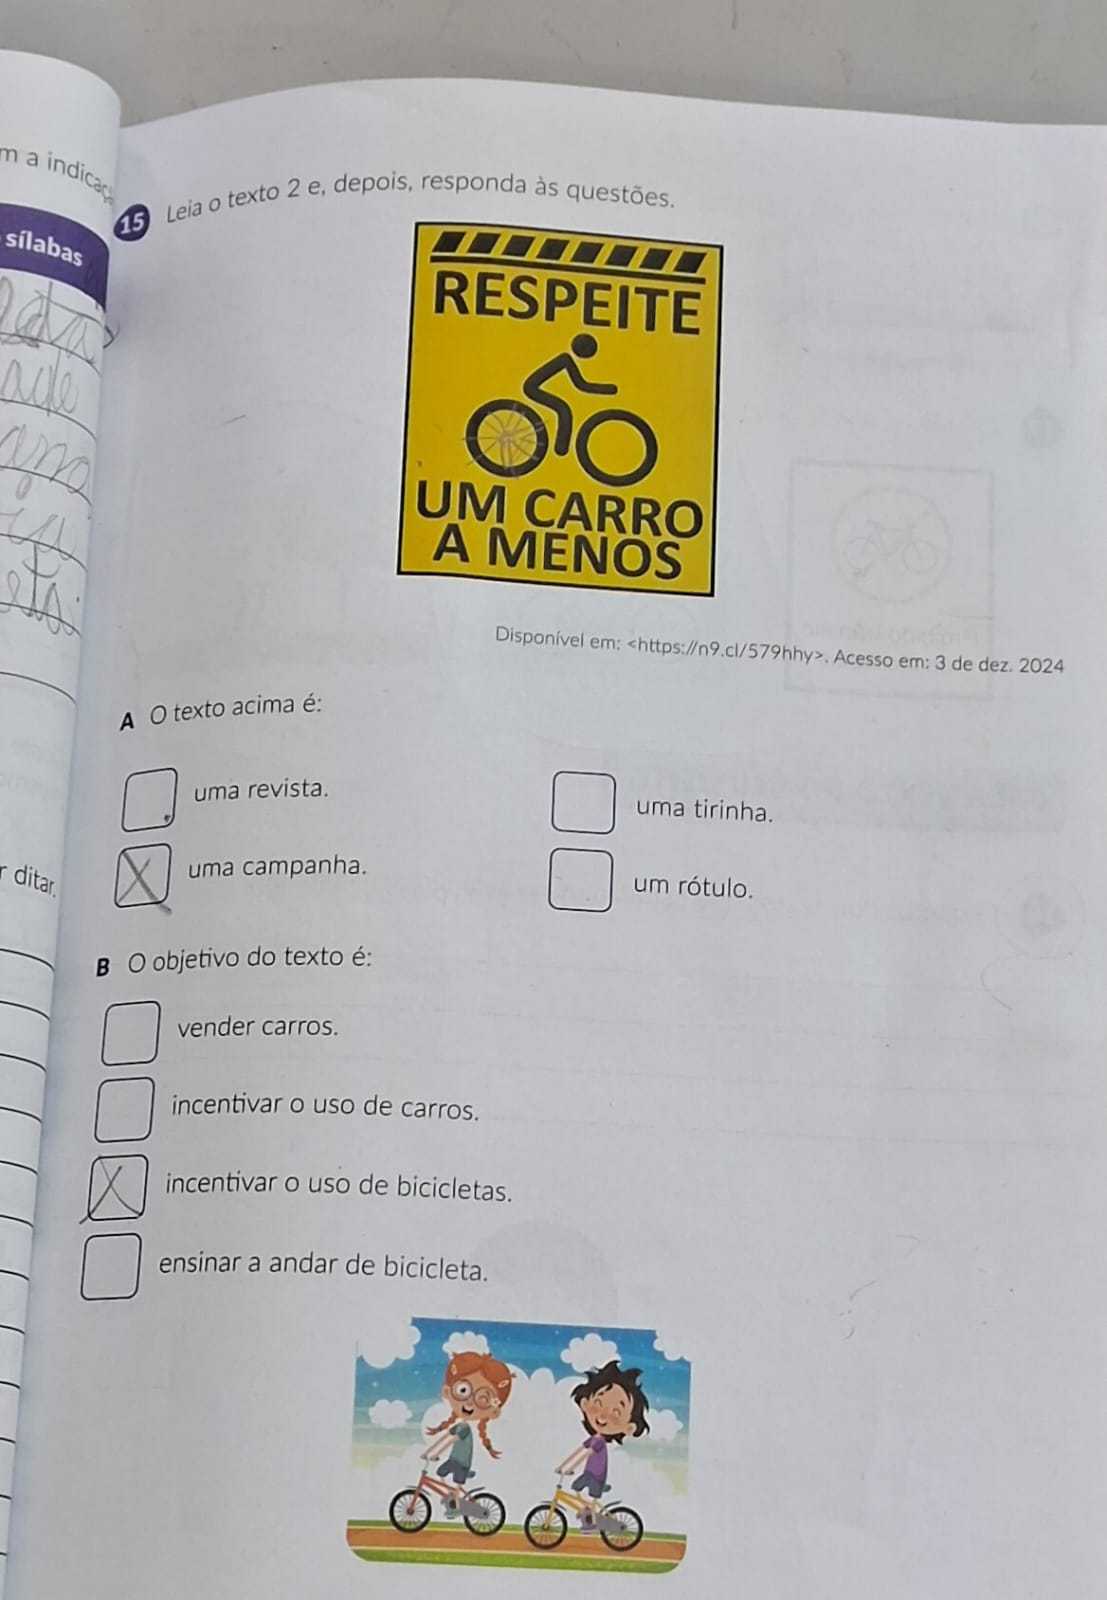 m a indicaç
sílabas
ditar.
15 Leia o texto 2 e, depois, responda às questões.
RESPEITE
UM CARRO
A MENOS
Disponível em: <https://n9.cl/579hhy>. Acesso em: 3 de dez. 2024
A O texto acima é:
uma revista.
uma tirinha.
X uma campanha.
um rótulo.
B O objetivo do texto é:
vender carros.
incentivar o uso de carros.
X incentivar o uso de bicicletas.
ensinar a andar de bicicleta.